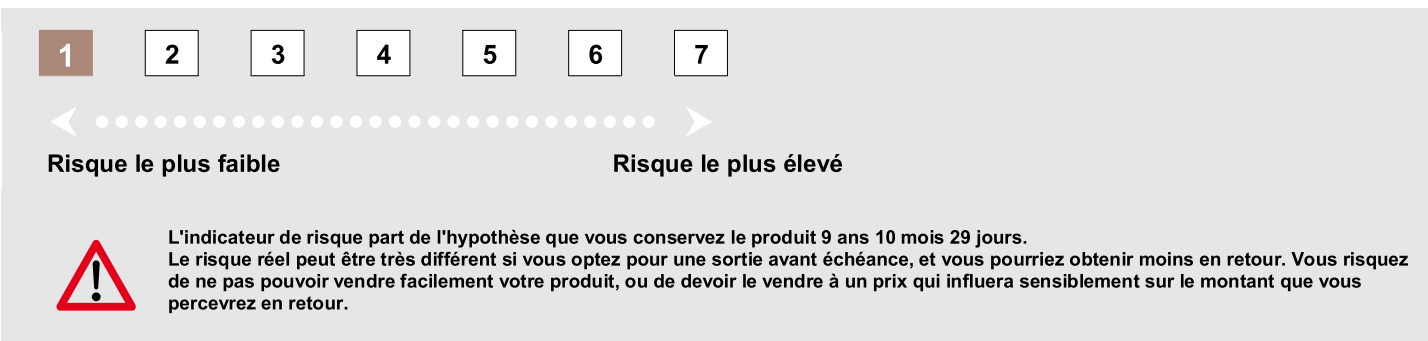 1 2 3 4 5 6 7
Risque le plus faible Risque le plus élevé
L'indicateur de risque part de l'hypothèse que vous conservez le produit 9 ans 10 mois 29 jours.
Le risque réel peut être très différent si vous optez pour une sortie avant échéance, et vous pourriez obtenir moins en retour. Vous risquez
de ne pas pouvoir vendre facilement votre produit, ou de devoir le vendre à un prix qui influera sensiblement sur le montant que vous
percevrez en retour.